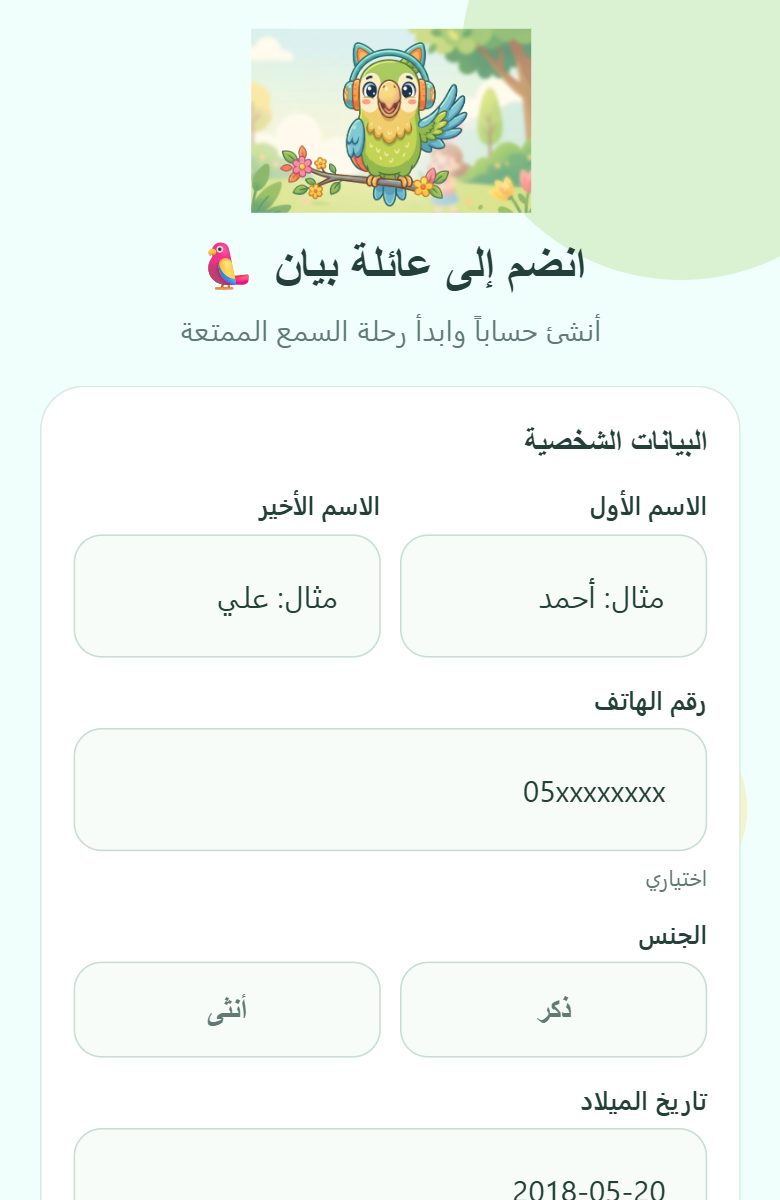 انضم إلى عائلة بيان 🦜
أنشئ حساباً وابدأ رحلة السمع الممتعة
البيانات الشخصية
الاسم الأول
الاسم الأخير
مثال: أحمد
مثال: علي
رقم الهاتف
05xxxxxxxx
اختياري
الجنس
ذكر
أنثى
تاريخ الميلاد
2018-05-20